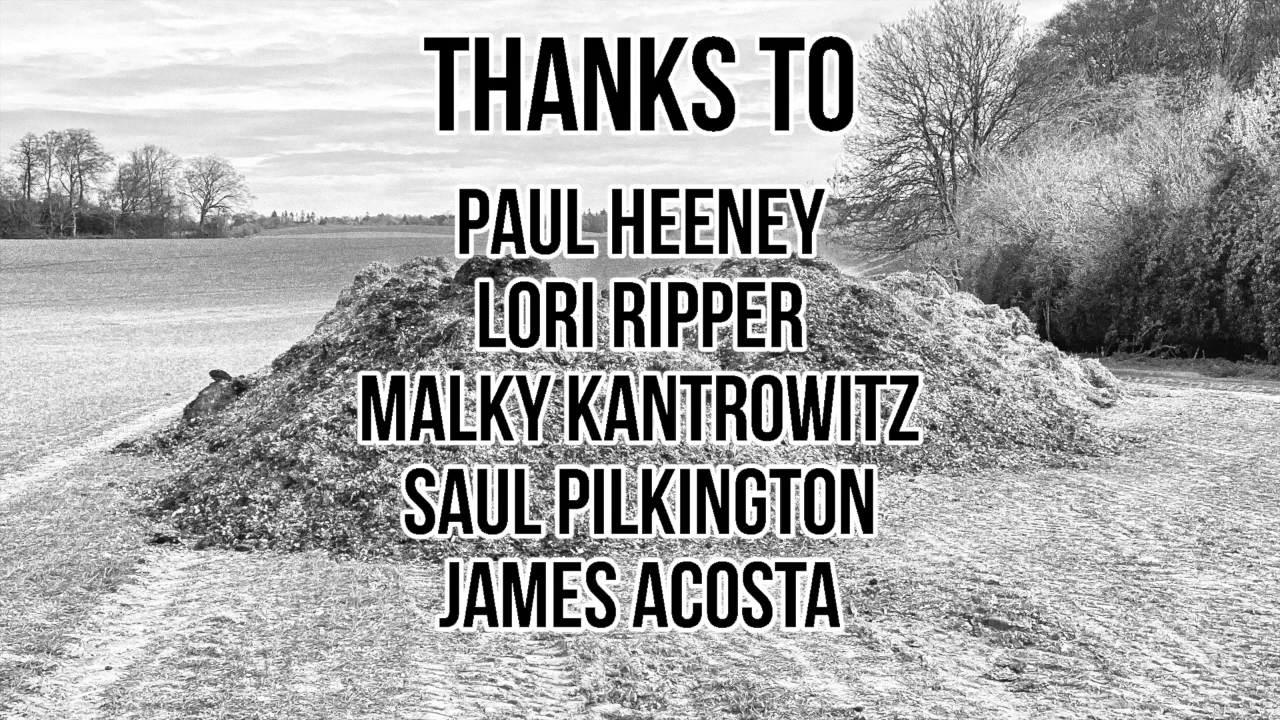 THANKS TO
PAUL HEENEY
LORI RIPPER
MALKY KANTROWITZ
SAUL PILKINGTON
JAMES ACOSTA